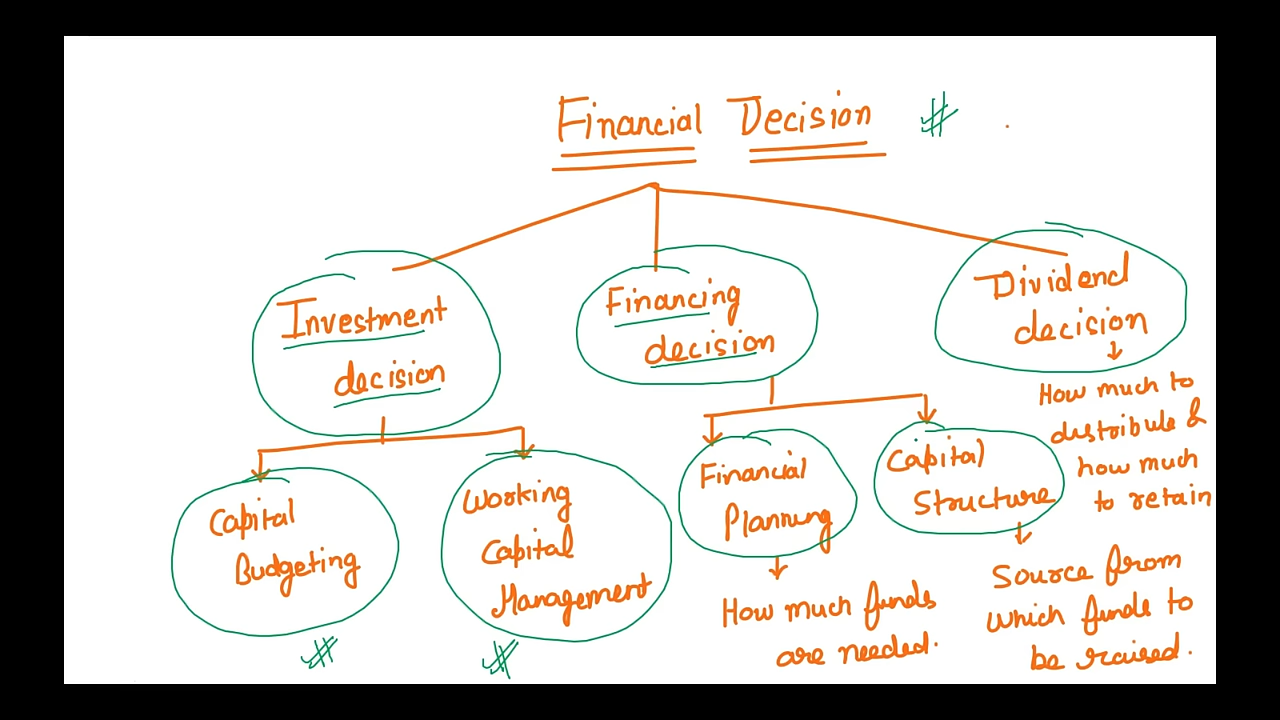 Financial Decision #
Investment
decision
Financing
decision
Dividend
decision
How much to
distribute &
how much
to retain
Capital
Budgeting
#
Working
Capital
Management
#
Financial
Planning
How much funds
are needed.
Capital
Structure
Source from
which funds to
be raised.